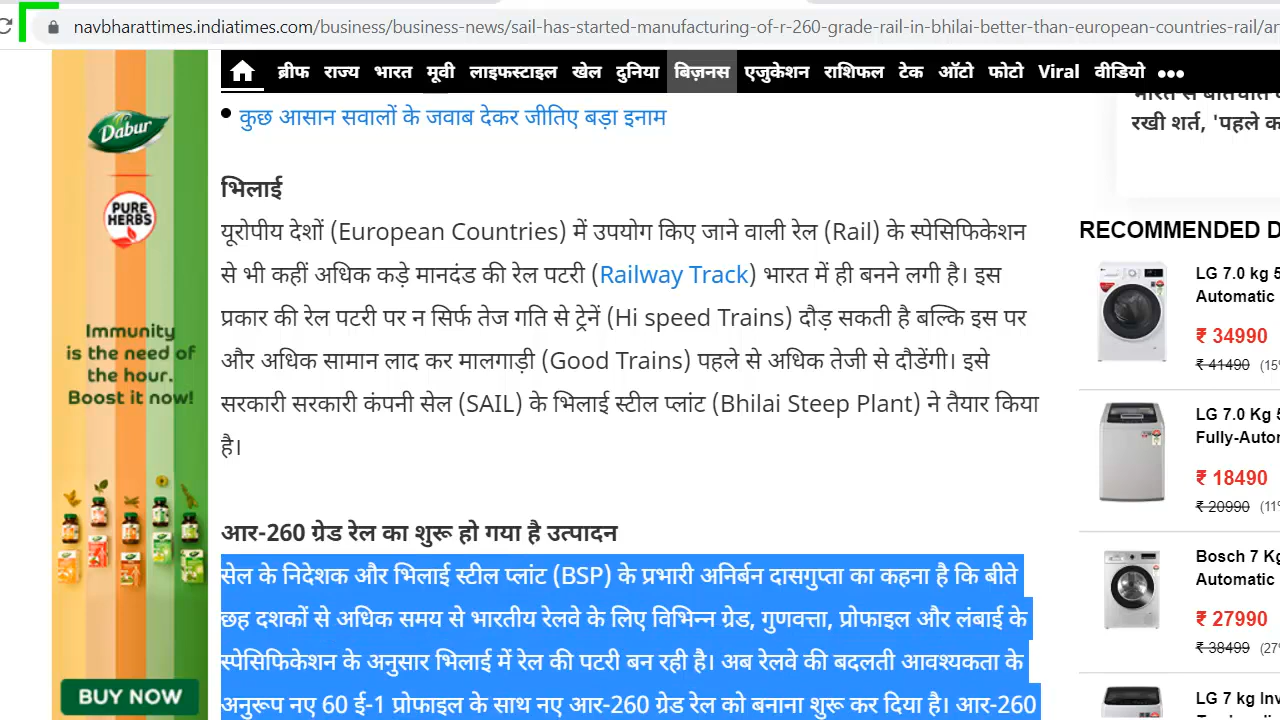 navbharattimes.indiatimes.com/business/business-news/sail-has-started-manufacturing-of-r-260-grade-rail-in-bhilai-better-than-european-countries-rail/ar
ब्रीफ राज्य भारत मूवी लाइफस्टाइल खेल दुनिया बिज़नस एजुकेशन राशिफल टेक ऑटो फोटो Viral वीडियो
कुछ आसान सवालों के जवाब देकर जीतिए बड़ा इनाम
भिलाई
यूरोपीय देशों (European Countries) में उपयोग किए जाने वाली रेल (Rail) के स्पेसिफिकेशन
से भी कहीं अधिक कड़े मानदंड की रेल पटरी (Railway Track) भारत में ही बनने लगी है। इस
प्रकार की रेल पटरी पर न सिर्फ तेज गति से ट्रेनें (Hi speed Trains) दौड़ सकती है बल्कि इस पर
और अधिक सामान लाद कर मालगाड़ी (Good Trains) पहले से अधिक तेजी से दौडेंगी। इसे
सरकारी सरकारी कंपनी सेल (SAIL) के भिलाई स्टील प्लांट (Bhilai Steep Plant) ने तैयार किया
है।
आर-260 ग्रेड रेल का शुरू हो गया है उत्पादन
सेल के निदेशक और भिलाई स्टील प्लांट (BSP) के प्रभारी अनिर्बन दासगुप्ता का कहना है कि बीते
छह दशकों से अधिक समय से भारतीय रेलवे के लिए विभिन्न ग्रेड, गुणवत्ता, प्रोफाइल और लंबाई के
स्पेसिफिकेशन के अनुसार भिलाई में रेल की पटरी बन रही है। अब रेलवे की बदलती आवश्यकता के
अनुरूप नए 60 ई-1 प्रोफाइल के साथ नए आर-260 ग्रेड रेल को बनाना शुरू कर दिया है। आर-260
Dabur
PURE
HERBS
Immunity
is the need of
the hour.
Boost it now!
BUY NOW
रखी शर्त, 'पहले क
RECOMMENDED D
LG 7.0 kg 5
Automatic
₹ 34990
₹ 41490 (15%
LG 7.0 Kg 5
Fully-Auto
₹ 18490
₹ 20990 (11%
Bosch 7 Kg
Automatic
₹ 27990
₹ 38499 (27%
LG 7 kg Inv